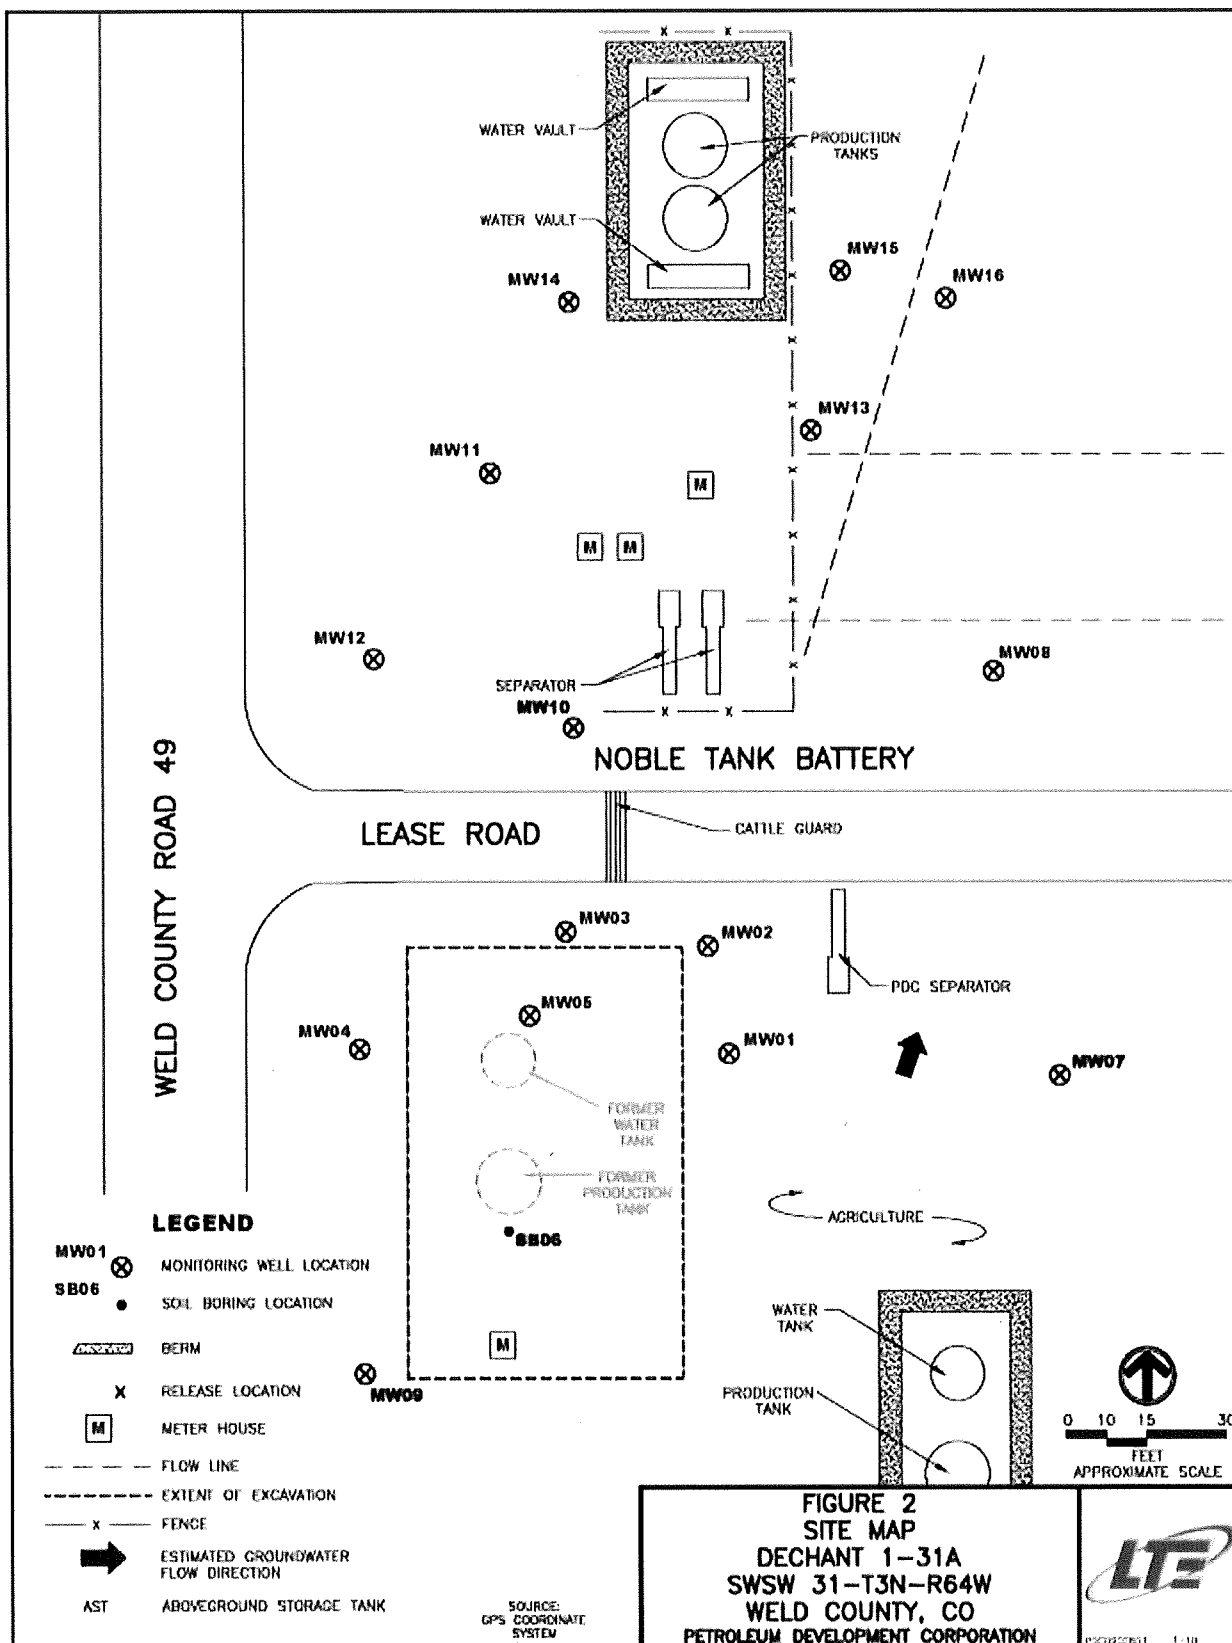 WATER VAULT
PRODUCTION
TANKS
WATER VAULT
MW15
MW16
MW14
MW13
MW11
M
M
M
MW12
MW08
SEPARATOR
MW10
NOBLE TANK BATTERY
WELD COUNTY ROAD 49
LEASE ROAD
CATTLE GUARD
MW03
MW02
PDC SEPARATOR
MW05
MW04
MW01
MW07
FORMER
WATER
TANK
FORMER
PRODUCTION
TANK
AGRICULTURE
SB06
M
MW09
WATER
TANK
PRODUCTION
TANK
LEGEND
MW01
MONITORING WELL LOCATION
SB06
SOIL BORING LOCATION
BERM
X RELEASE LOCATION
M METER HOUSE
FLOW LINE
EXTENT OF EXCAVATION
X FENCE
ESTIMATED GROUNDWATER
FLOW DIRECTION
AST ABOVEGROUND STORAGE TANK
SOURCE:
GPS COORDINATE
SYSTEM
0 10 15 30
FEET
APPROXIMATE SCALE
FIGURE 2
SITE MAP
DECHANT 1-31A
SWSW 31-T3N-R64W
WELD COUNTY, CO
PETROLEUM DEVELOPMENT CORPORATION
LTE